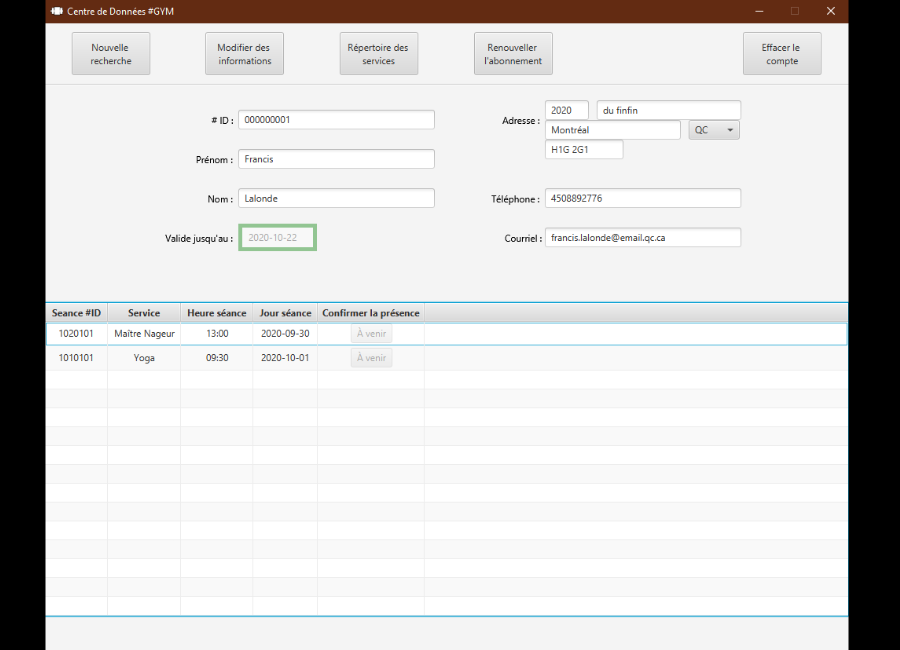 Centre de Données #GYM
Nouvelle recherche
Modifier des informations
Répertoire des services
Renouveller l'abonnement
Effacer le compte
# ID : 000000001
Prénom : Francis
Nom : Lalonde
Valide jusqu'au : 2020-10-22
Adresse : 2020 du finfin
Montréal QC
H1G 2G1
Téléphone : 4508892776
Courriel : francis.lalonde@email.qc.ca
Seance #ID Service Heure séance Jour séance Confirmer la présence
1020101 Maître Nageur 13:00 2020-09-30 À venir
1010101 Yoga 09:30 2020-10-01 À venir